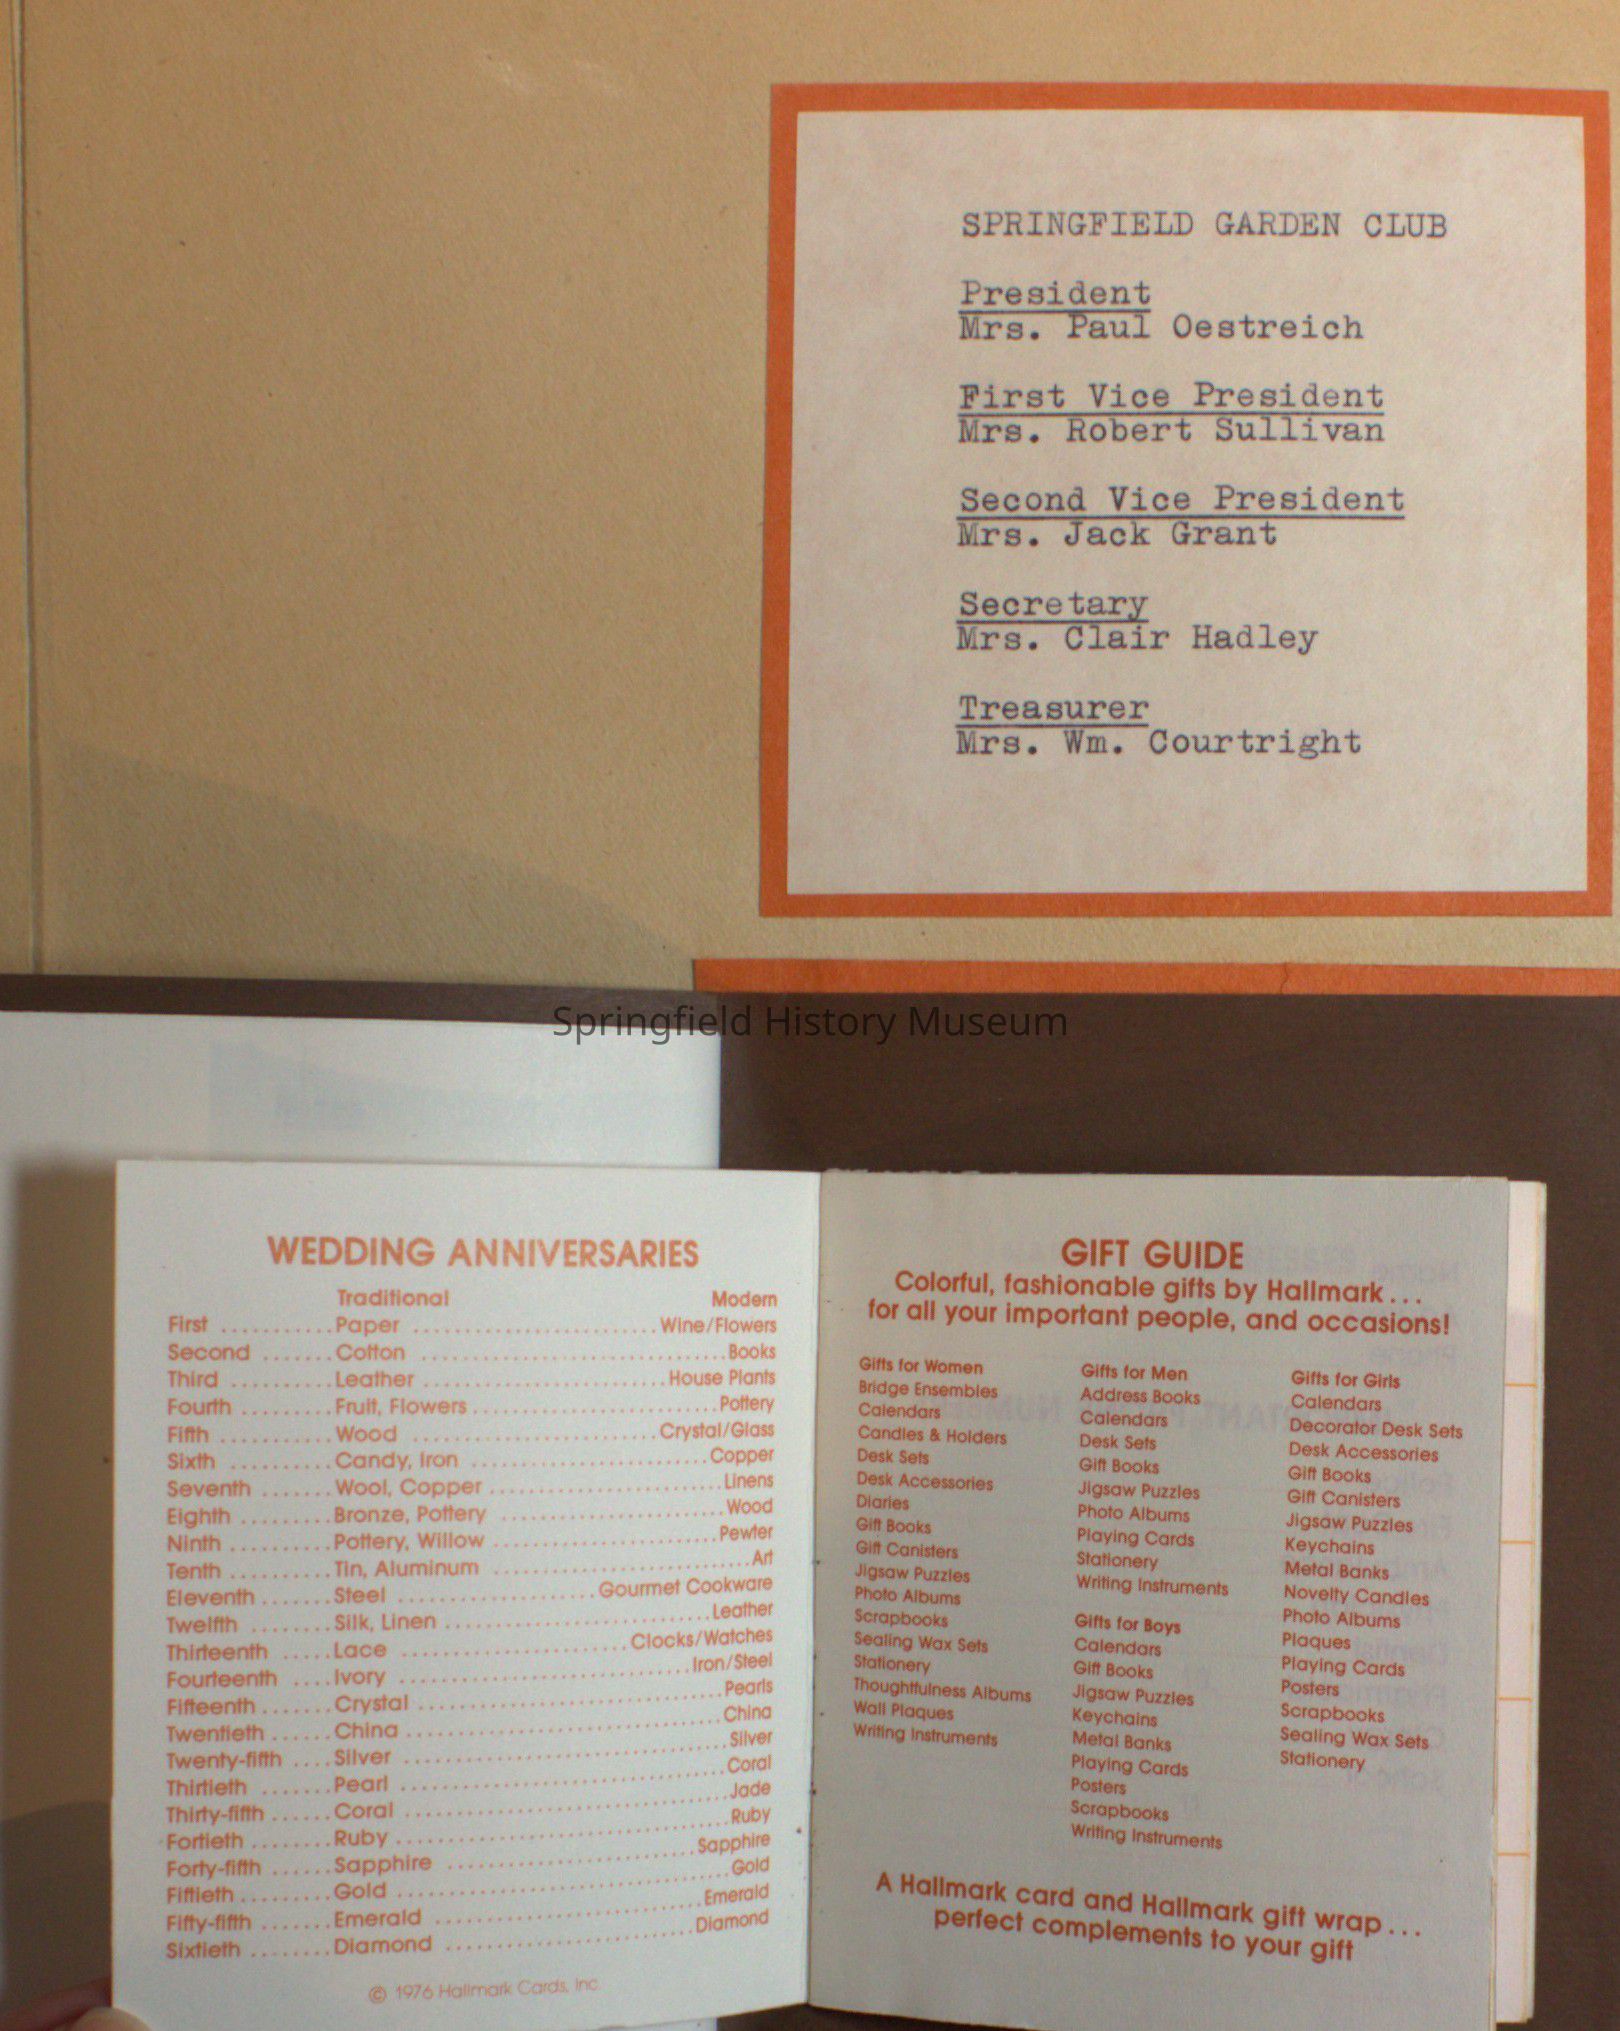 SPRINGFIELD GARDEN CLUB
President
Mrs. Paul Oestreich
First Vice President
Mrs. Robert Sullivan
Second Vice President
Mrs. Jack Grant
Secretary
Mrs. Clair Hadley
Treasurer
Mrs. Wm. Courtright
Springfield History Museum
WEDDING ANNIVERSARIES
Traditional Modern
First ........... Paper ......................... Wine/Flowers
Second ....... Cotton ............................... Books
Third .......... Leather ......................... House Plants
Fourth ......... Fruit, Flowers .......................... Pottery
Fifth ........... Wood ......................... Crystal/Glass
Sixth .......... Candy, Iron ........................ Copper
Seventh ....... Wool, Copper ........................ Linens
Eighth ......... Bronze, Pottery ....................... Wood
Ninth .......... Pottery, Willow ....................... Pewter
Tenth .......... Tin, Aluminum .......................... Art
Eleventh ....... Steel .................... Gourmet Cookware
Twelfth ........ Silk, Linen ........................... Leather
Thirteenth ..... Lace ....................... Clocks/Watches
Fourteenth .... Ivory ................................ Iron/Steel
Fifteenth ........ Crystal ............................... Pearls
Twentieth ....... China ................................ China
Twenty-fifth .... Silver ................................. Silver
Thirtieth ....... Pearl ................................. Coral
Thirty-fifth ...... Coral ................................. Jade
Fortieth ........ Ruby .................................. Ruby
Forty-fifth ...... Sapphire ......................... Sapphire
Fiftieth ......... Gold .................................. Gold
Fifty-fifth ....... Emerald .......................... Emerald
Sixtieth ........ Diamond ......................... Diamond
© 1976 Hallmark Cards, Inc.
GIFT GUIDE
Colorful, fashionable gifts by Hallmark...
for all your important people, and occasions!
Gifts for Women
Bridge Ensembles
Calendars
Candles & Holders
Desk Sets
Desk Accessories
Diaries
Gift Books
Gift Canisters
Jigsaw Puzzles
Photo Albums
Scrapbooks
Sealing Wax Sets
Stationery
Thoughtfulness Albums
Wall Plaques
Writing Instruments
Gifts for Men
Address Books
Calendars
Desk Sets
Gift Books
Jigsaw Puzzles
Photo Albums
Playing Cards
Stationery
Writing Instruments
Gifts for Boys
Calendars
Gift Books
Jigsaw Puzzles
Keychains
Metal Banks
Playing Cards
Posters
Scrapbooks
Writing Instruments
Gifts for Girls
Calendars
Decorator Desk Sets
Desk Accessories
Gift Books
Gift Canisters
Jigsaw Puzzles
Keychains
Metal Banks
Novelty Candles
Photo Albums
Plaques
Playing Cards
Posters
Scrapbooks
Sealing Wax Sets
Stationery
A Hallmark card and Hallmark gift wrap...
perfect complements to your gift